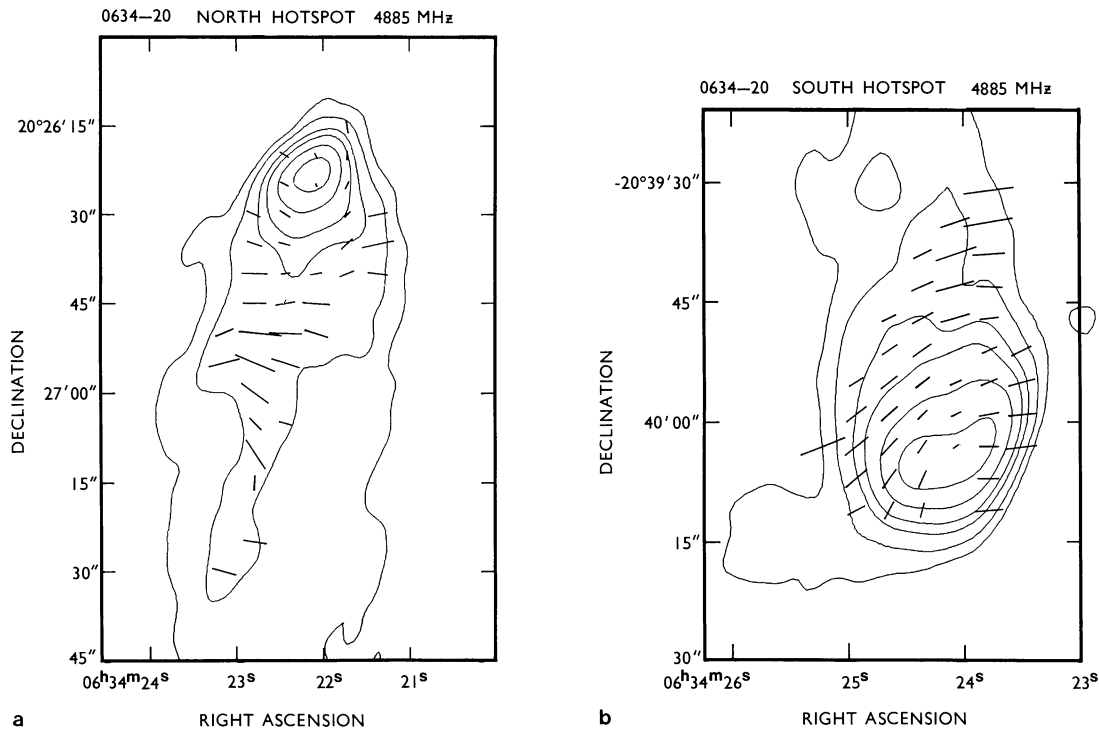 0634—20 NORTH HOTSPOT 4885 MHz
20°26′15″
30″
45″
27′00″
15″
30″
45″
DECLINATION
06ʰ34ᵐ24ˢ 23ˢ 22ˢ 21ˢ
a RIGHT ASCENSION
0634—20 SOUTH HOTSPOT 4885 MHz
-20°39′30″
45″
40′00″
15″
30″
DECLINATION
06ʰ34ᵐ26ˢ 25ˢ 24ˢ 23ˢ
b RIGHT ASCENSION